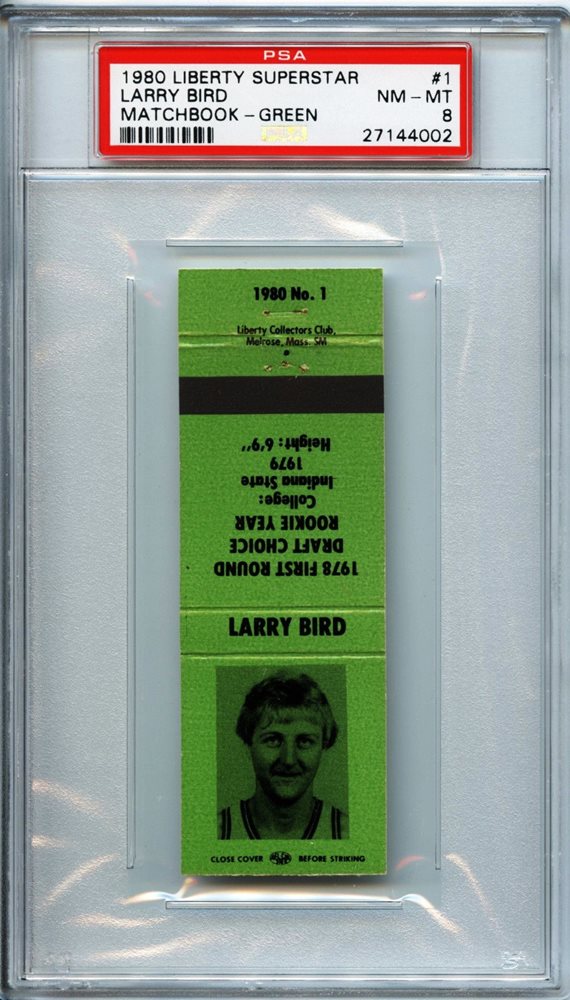 PSA
1980 LIBERTY SUPERSTAR #1
LARRY BIRD NM – MT
MATCHBOOK – GREEN 8
27144002
1980 No. 1
Liberty Collectors Club,
Melrose, Mass. SM
1978 FIRST ROUND
DRAFT CHOICE
ROOKIE YEAR
College:
Indiana State
1979
Height: 6'9"
LARRY BIRD
CLOSE COVER BEFORE STRIKING